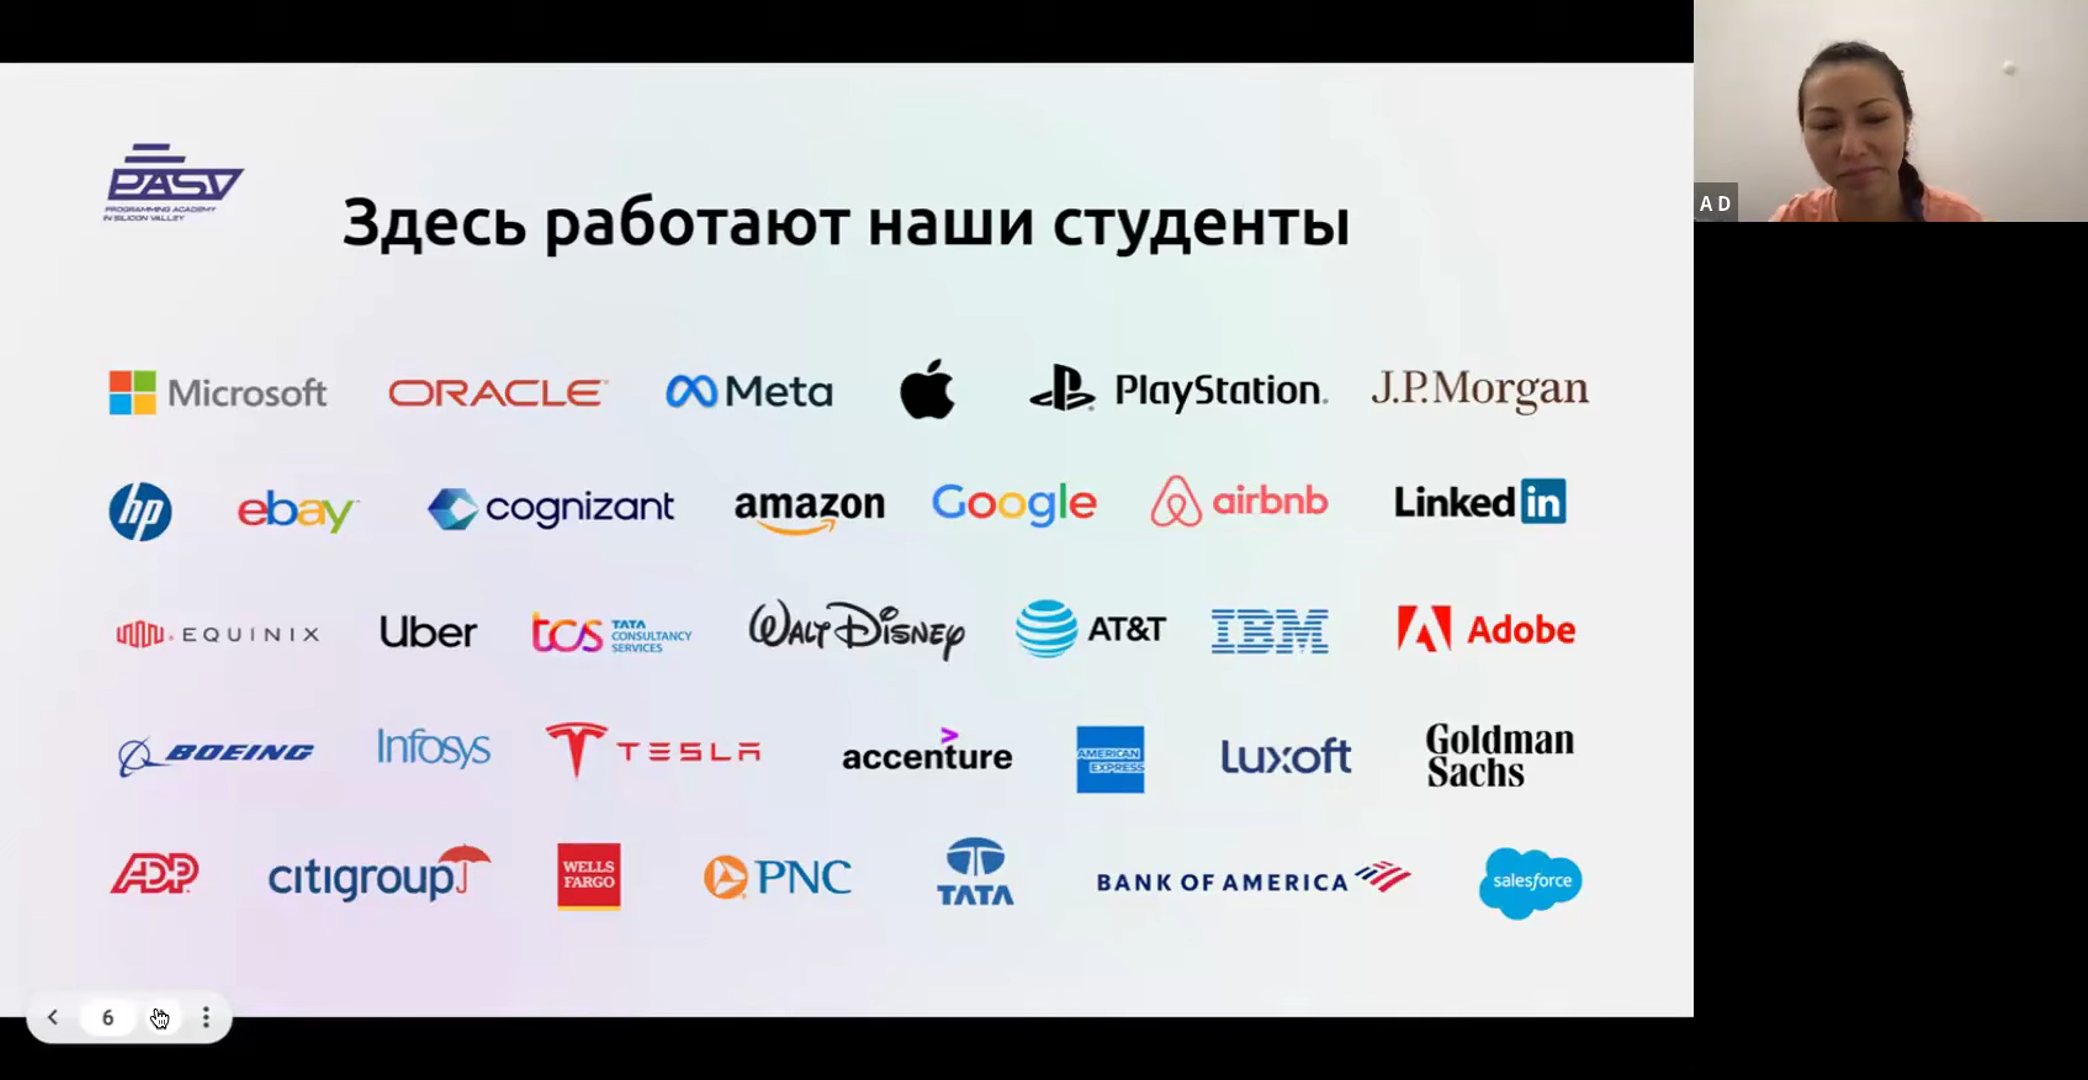 PASV
PROGRAMMING ACADEMY
IN SILICON VALLEY
Здесь работают наши студенты
Microsoft
ORACLE
Meta
PlayStation
J.P.Morgan
hp
ebay
cognizant
amazon
Google
airbnb
Linked in
EQUINIX
Uber
tcs
TATA
CONSULTANCY
SERVICES
WALT DISNEY
AT&T
IBM
Adobe
BOEING
Infosys
TESLA
accenture
AMERICAN
EXPRESS
Luxoft
Goldman
Sachs
ADP
citigroup
WELLS
FARGO
PNC
TATA
BANK OF AMERICA
salesforce
6
A D